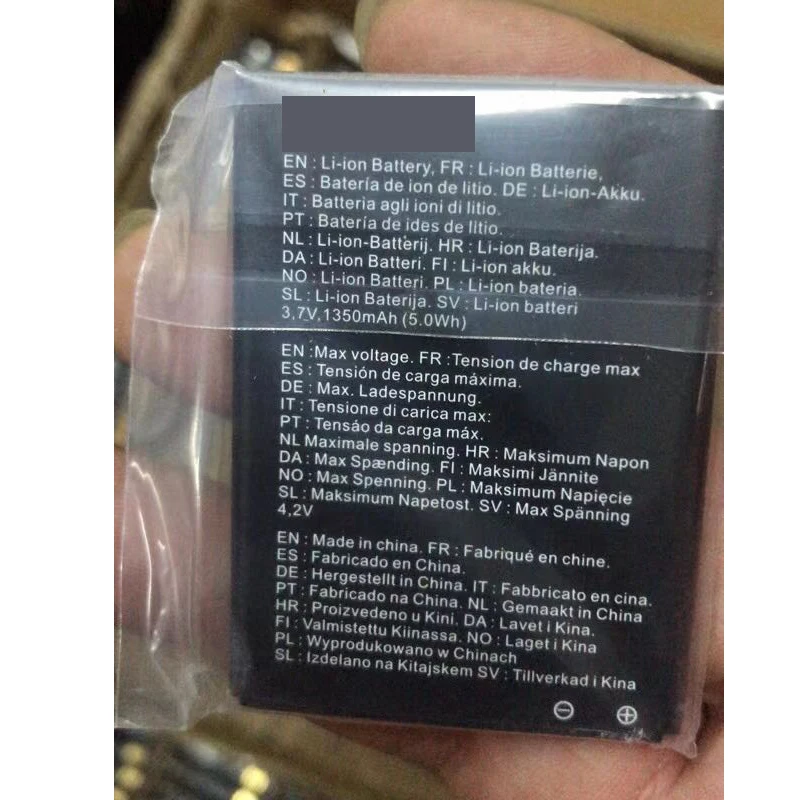 EN : Li-ion Battery, FR : Li-ion Batterie,
ES : Batería de ion de litio. DE : Li-ion-Akku.
IT : Batteria agli ioni di litio.
PT : Batería de ides de litio.
NL : Li-ion-Batterij. HR : Li-ion Baterija.
DA : Li-ion Batteri. FI : Li-ion akku.
NO : Li-ion Batteri. PL : Li-ion bateria.
SL : Li-ion Baterija. SV : Li-ion batteri
3,7V,1350mAh (5.0Wh)
EN :Max voltage. FR :Tension de charge max
ES : Tensión de carga máxima.
DE : Max. Ladespannung.
IT : Tensione di carica max:
PT : Tensáo da carga máx.
NL Maximale spanning. HR : Maksimum Napon
DA : Max Spænding. FI : Maksimi Jännite
NO : Max Spenning. PL : Maksimum Napięcie
SL : Maksimum Napetost. SV : Max Spänning
4,2V
EN : Made in china. FR : Fabriqué en chine.
ES : Fabricado en China.
DE : Hergestellt in China. IT : Fabbricato en cina.
PT : Fabricado na China. NL : Gemaakt in China
HR : Proizvedeno u Kini. DA : Lavet i Kina.
FI : Valmistettu Kiinassa. NO : Laget i Kina
PL : Wyprodukowano w Chinach
SL : Izdelano na Kitajskem SV : Tillverkad i Kina
⊖ ⊕